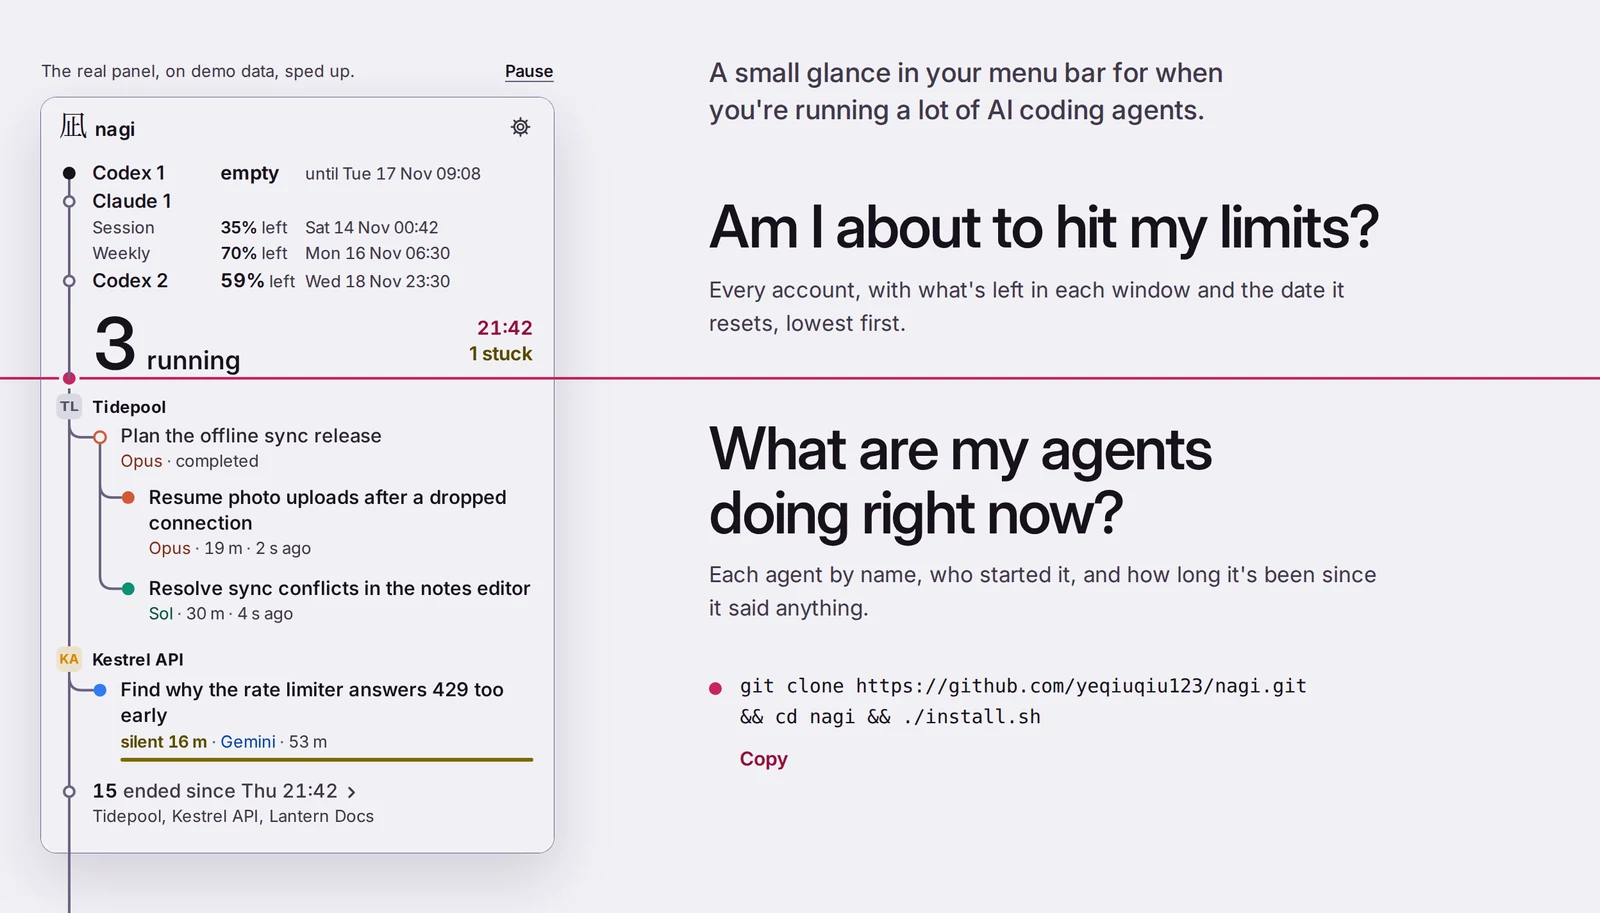 The real panel, on demo data, sped up.
Pause
凪 nagi
Codex 1 empty until Tue 17 Nov 09:08
Claude 1
Session 35% left Sat 14 Nov 00:42
Weekly 70% left Mon 16 Nov 06:30
Codex 2 59% left Wed 18 Nov 23:30
3 running
21:42
1 stuck
TL Tidepool
Plan the offline sync release
Opus · completed
Resume photo uploads after a dropped
connection
Opus · 19 m · 2 s ago
Resolve sync conflicts in the notes editor
Sol · 30 m · 4 s ago
KA Kestrel API
Find why the rate limiter answers 429 too
early
silent 16 m · Gemini · 53 m
15 ended since Thu 21:42 ›
Tidepool, Kestrel API, Lantern Docs
A small glance in your menu bar for when
you're running a lot of AI coding agents.
Am I about to hit my limits?
Every account, with what's left in each window and the date it
resets, lowest first.
What are my agents
doing right now?
Each agent by name, who started it, and how long it's been since
it said anything.
git clone https://github.com/yeqiuqiu123/nagi.git
&& cd nagi && ./install.sh
Copy